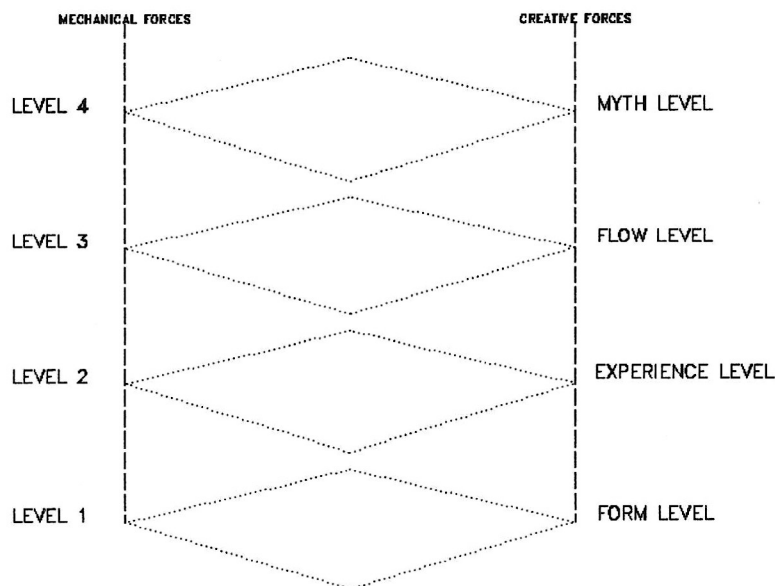 MECHANICAL FORCES CREATIVE FORCES
LEVEL 4 MYTH LEVEL
LEVEL 3 FLOW LEVEL
LEVEL 2 EXPERIENCE LEVEL
LEVEL 1 FORM LEVEL